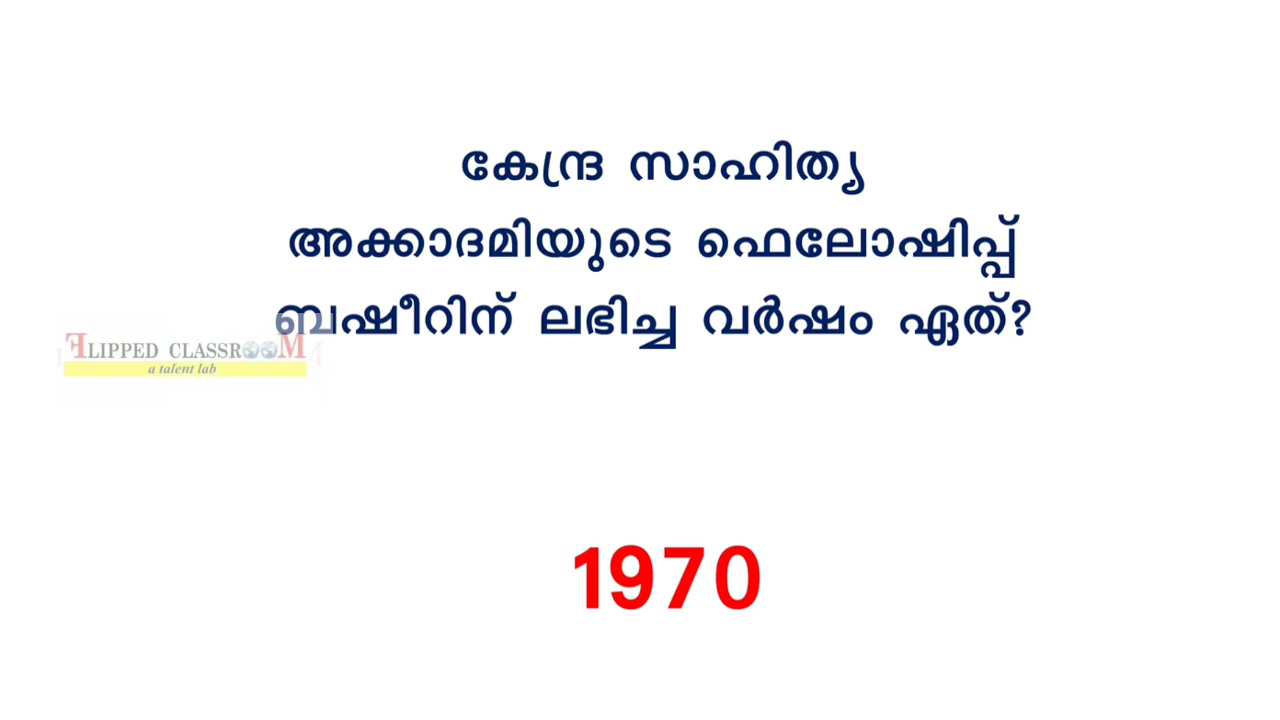 കേന്ദ്ര സാഹിത്യ
അക്കാദമിയുടെ ഫെലോഷിപ്പ്
ബഷീറിന് ലഭിച്ച വർഷം ഏത്?
FLIPPED CLASSROOM
a talent lab
1970